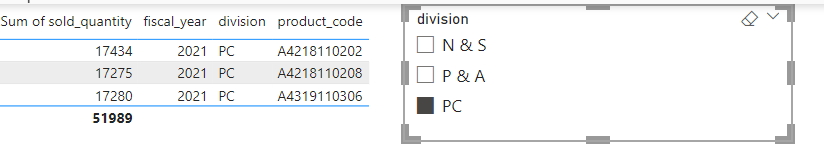 Sum of sold_quantity fiscal_year division product_code
17434 2021 PC A4218110202
17275 2021 PC A4218110208
17280 2021 PC A4319110306
51989
division
N & S
P & A
PC